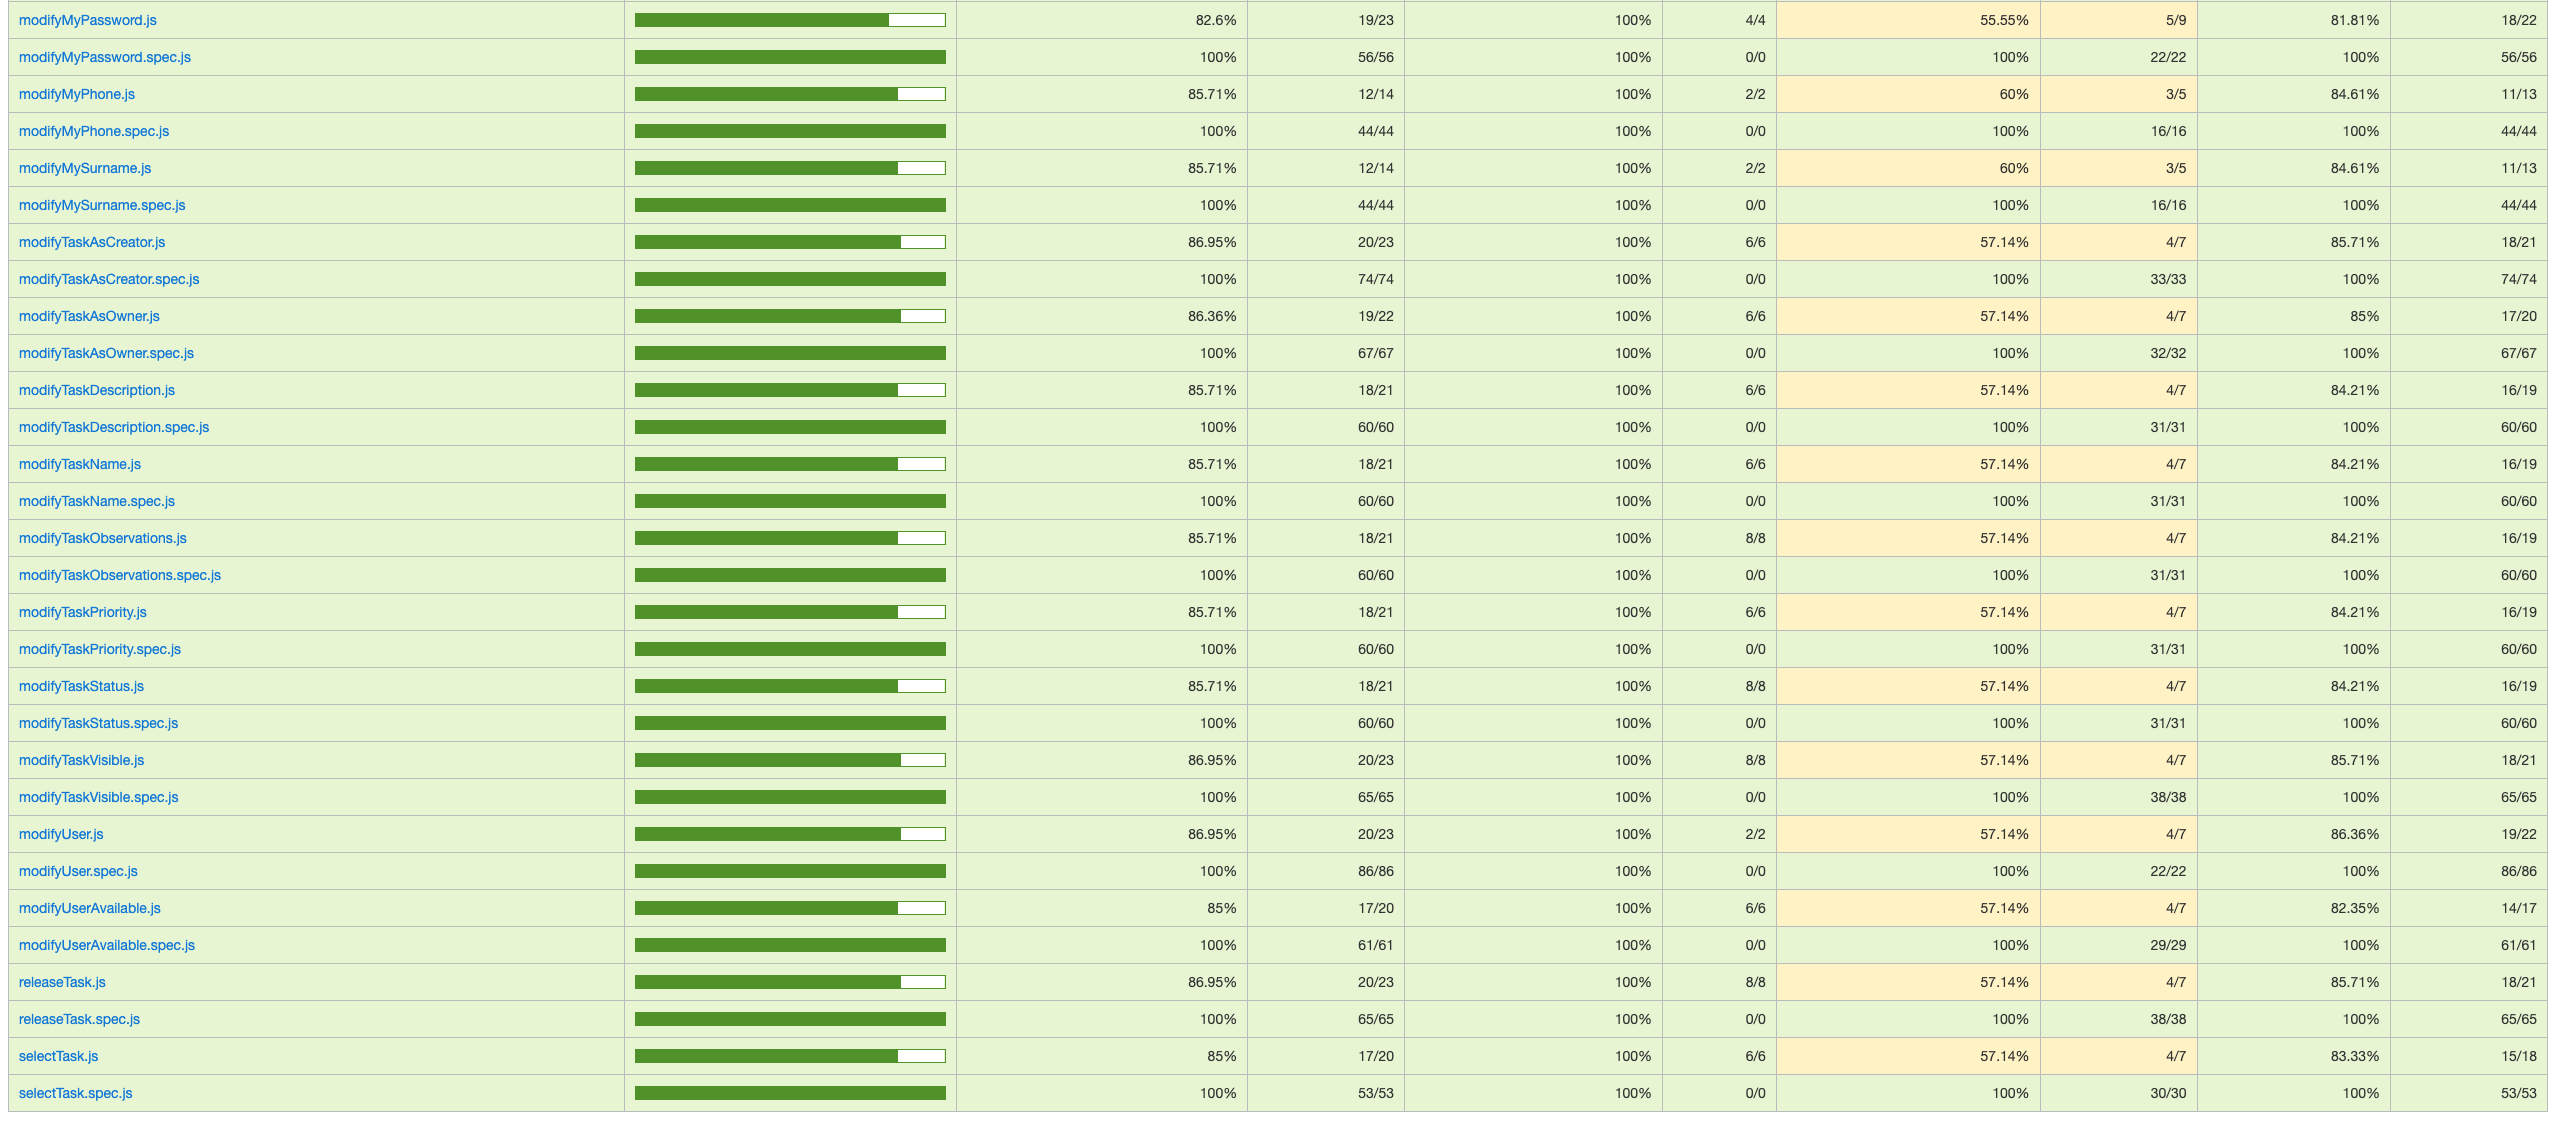 modifyMyPassword.js 82.6% 19/23 100% 4/4 55.55% 5/9 81.81% 18/22
modifyMyPassword.spec.js 100% 56/56 100% 0/0 100% 22/22 100% 56/56
modifyMyPhone.js 85.71% 12/14 100% 2/2 60% 3/5 84.61% 11/13
modifyMyPhone.spec.js 100% 44/44 100% 0/0 100% 16/16 100% 44/44
modifyMySurname.js 85.71% 12/14 100% 2/2 60% 3/5 84.61% 11/13
modifyMySurname.spec.js 100% 44/44 100% 0/0 100% 16/16 100% 44/44
modifyTaskAsCreator.js 86.95% 20/23 100% 6/6 57.14% 4/7 85.71% 18/21
modifyTaskAsCreator.spec.js 100% 74/74 100% 0/0 100% 33/33 100% 74/74
modifyTaskAsOwner.js 86.36% 19/22 100% 6/6 57.14% 4/7 85% 17/20
modifyTaskAsOwner.spec.js 100% 67/67 100% 0/0 100% 32/32 100% 67/67
modifyTaskDescription.js 85.71% 18/21 100% 6/6 57.14% 4/7 84.21% 16/19
modifyTaskDescription.spec.js 100% 60/60 100% 0/0 100% 31/31 100% 60/60
modifyTaskName.js 85.71% 18/21 100% 6/6 57.14% 4/7 84.21% 16/19
modifyTaskName.spec.js 100% 60/60 100% 0/0 100% 31/31 100% 60/60
modifyTaskObservations.js 85.71% 18/21 100% 8/8 57.14% 4/7 84.21% 16/19
modifyTaskObservations.spec.js 100% 60/60 100% 0/0 100% 31/31 100% 60/60
modifyTaskPriority.js 85.71% 18/21 100% 6/6 57.14% 4/7 84.21% 16/19
modifyTaskPriority.spec.js 100% 60/60 100% 0/0 100% 31/31 100% 60/60
modifyTaskStatus.js 85.71% 18/21 100% 8/8 57.14% 4/7 84.21% 16/19
modifyTaskStatus.spec.js 100% 60/60 100% 0/0 100% 31/31 100% 60/60
modifyTaskVisible.js 86.95% 20/23 100% 8/8 57.14% 4/7 85.71% 18/21
modifyTaskVisible.spec.js 100% 65/65 100% 0/0 100% 38/38 100% 65/65
modifyUser.js 86.95% 20/23 100% 2/2 57.14% 4/7 86.36% 19/22
modifyUser.spec.js 100% 86/86 100% 0/0 100% 22/22 100% 86/86
modifyUserAvailable.js 85% 17/20 100% 6/6 57.14% 4/7 82.35% 14/17
modifyUserAvailable.spec.js 100% 61/61 100% 0/0 100% 29/29 100% 61/61
releaseTask.js 86.95% 20/23 100% 8/8 57.14% 4/7 85.71% 18/21
releaseTask.spec.js 100% 65/65 100% 0/0 100% 38/38 100% 65/65
selectTask.js 85% 17/20 100% 6/6 57.14% 4/7 83.33% 15/18
selectTask.spec.js 100% 53/53 100% 0/0 100% 30/30 100% 53/53